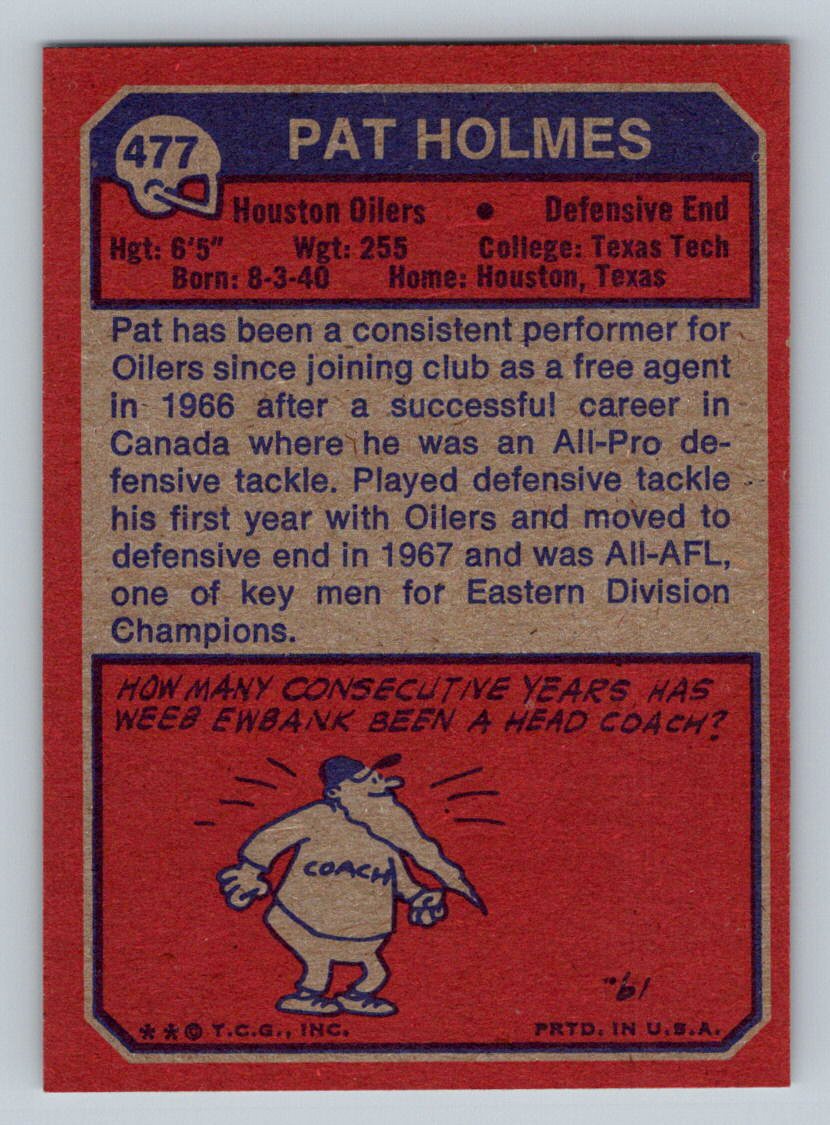 477
PAT HOLMES
Houston Oilers • Defensive End
Hgt: 6'5" Wgt: 255 College: Texas Tech
Born: 8-3-40 Home: Houston, Texas
Pat has been a consistent performer for
Oilers since joining club as a free agent
in 1966 after a successful career in
Canada where he was an All-Pro de-
fensive tackle. Played defensive tackle
his first year with Oilers and moved to
defensive end in 1967 and was All-AFL,
one of key men for Eastern Division
Champions.
HOW MANY CONSECUTIVE YEARS HAS
WEEB EWBANK BEEN A HEAD COACH?
COACH
"19."
**© T.C.G., INC. PRTD. IN U.S.A.